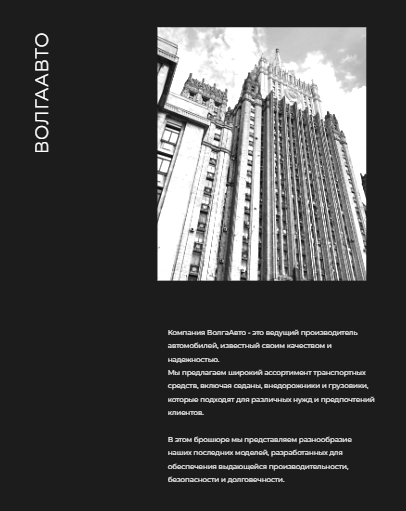 ВОЛГААВТО
Компания ВолгаАвто - это ведущий производитель
автомобилей, известный своим качеством и
надежностью.
Мы предлагаем широкий ассортимент транспортных
средств, включая седаны, внедорожники и грузовики,
которые подходят для различных нужд и предпочтений
клиентов.
В этом брошюре мы представляем разнообразие
наших последних моделей, разработанных для
обеспечения выдающейся производительности,
безопасности и долговечности.